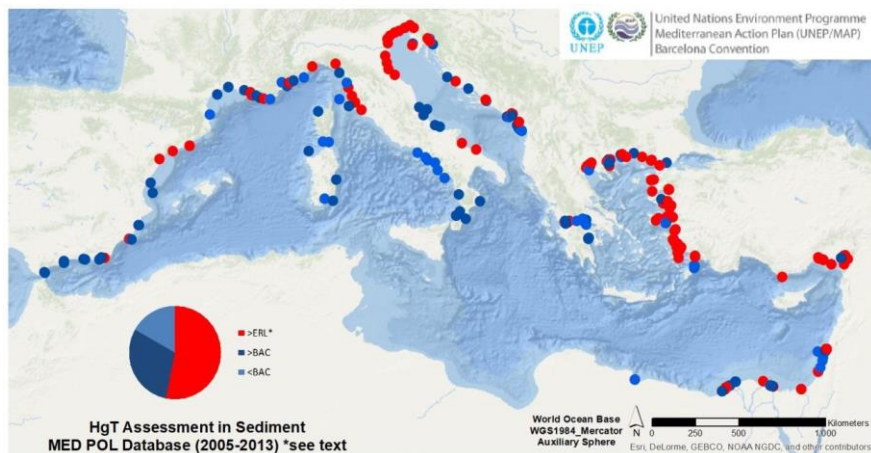 United Nations Environment Programme
Mediterranean Action Plan (UNEP/MAP)
Barcelona Convention
UNEP
>ERL*
>BAC
<BAC
HgT Assessment in Sediment
MED POL Database (2005-2013) *see text
World Ocean Base
WGS1984_Mercator
Auxiliary Sphere
N
Kilometers
0 250 500 1,000
Esri, DeLorme, GEBCO, NOAA NGDC, and other contributors